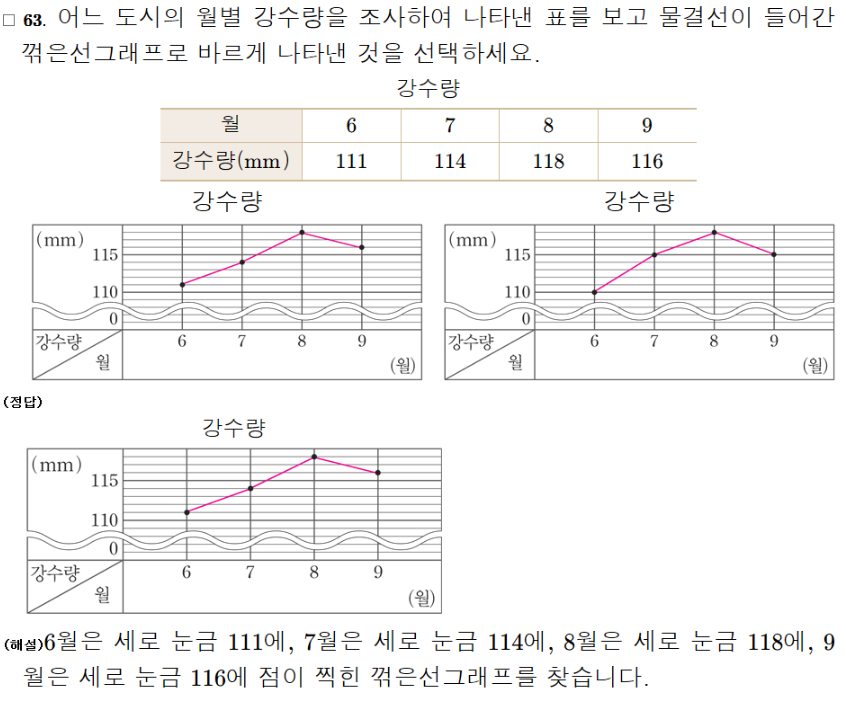 □ 63. 어느 도시의 월별 강수량을 조사하여 나타낸 표를 보고 물결선이 들어간
꺾은선그래프로 바르게 나타낸 것을 선택하세요.
강수량
월 6 7 8 9
강수량(mm) 111 114 118 116
강수량 강수량
(mm) (mm)
115 115
110 110
0 0
강수량 6 7 8 9 강수량 6 7 8 9
월 (월) 월 (월)
(정답)
강수량
(mm)
115
110
0
강수량 6 7 8 9
월 (월)
(해설)6월은 세로 눈금 111에, 7월은 세로 눈금 114에, 8월은 세로 눈금 118에, 9
월은 세로 눈금 116에 점이 찍힌 꺾은선그래프를 찾습니다.